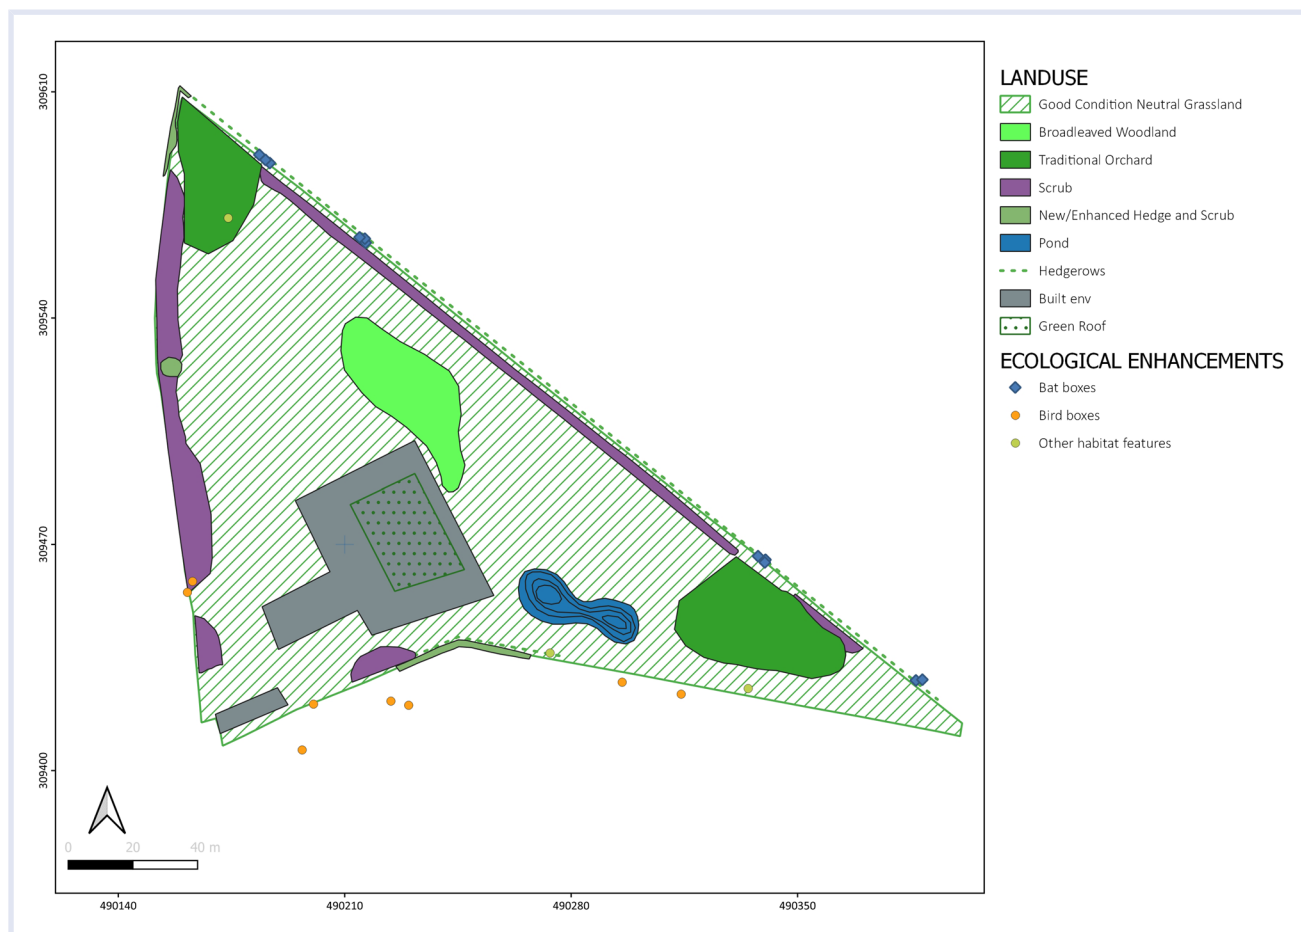 309610
309540
309470
309400
0 20 40 m
490140 490210 490280 490350
LANDUSE
Good Condition Neutral Grassland
Broadleaved Woodland
Traditional Orchard
Scrub
New/Enhanced Hedge and Scrub
Pond
Hedgerows
Built env
Green Roof
ECOLOGICAL ENHANCEMENTS
Bat boxes
Bird boxes
Other habitat features